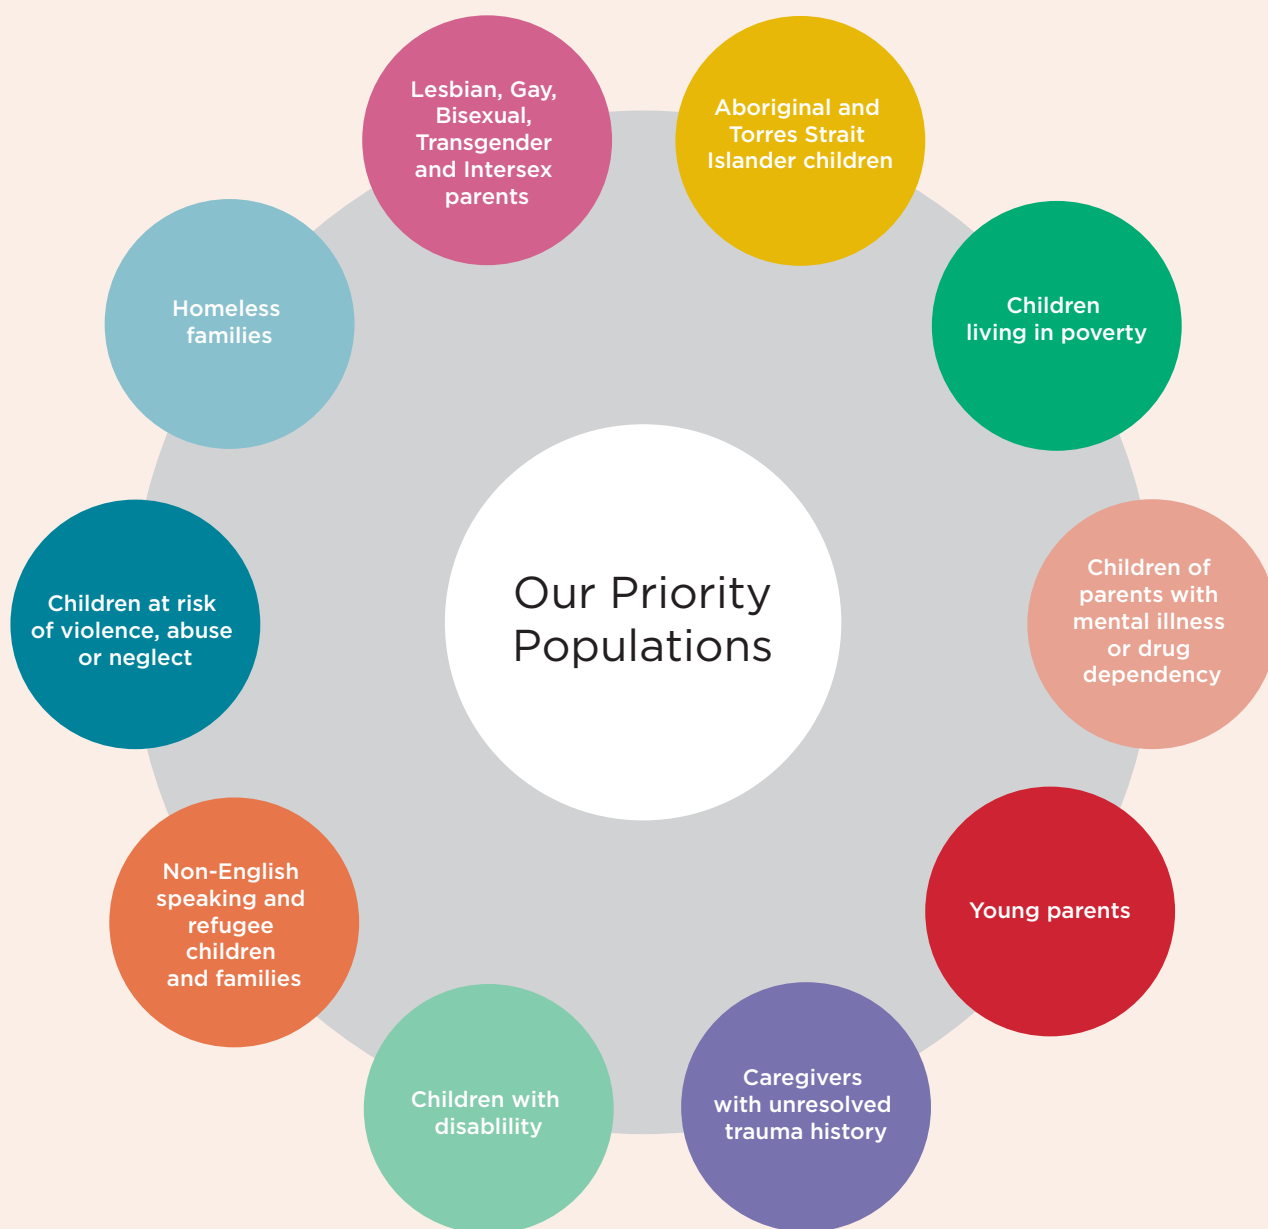 Lesbian, Gay,
Bisexual,
Transgender
and Intersex
parents
Aboriginal and
Torres Strait
Islander children
Children
living in poverty
Children of
parents with
mental illness
or drug
dependency
Young parents
Caregivers
with unresolved
trauma history
Children with
disablility
Non-English
speaking and
refugee
children
and families
Children at risk
of violence, abuse
or neglect
Homeless
families
Our Priority
Populations